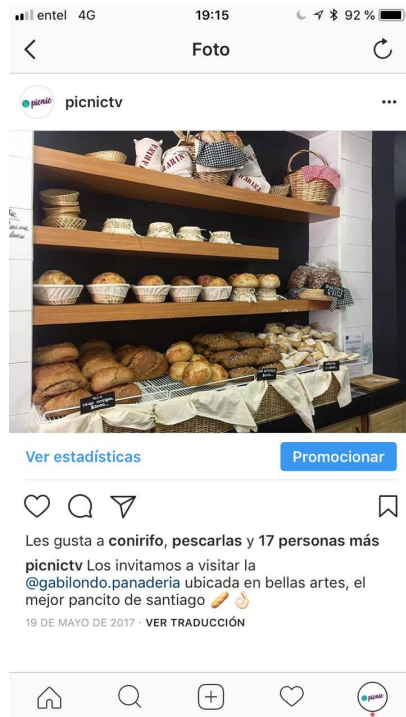 entel 4G 19:15 92 %
Foto
picnic picnictv
HARINA
Ver estadísticas Promocionar
Les gusta a conirifo, pescarlas y 17 personas más
picnictv Los invitamos a visitar la
@gabilondo.panaderia ubicada en bellas artes, el
mejor pancito de santiago 🥖👌🏻
19 DE MAYO DE 2017 · VER TRADUCCIÓN
picnic